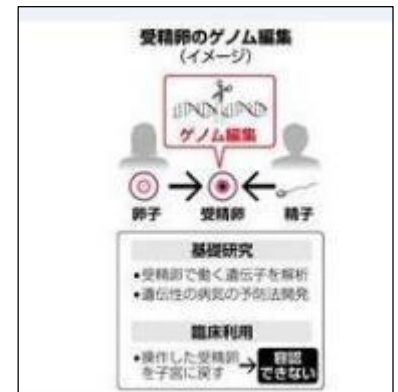 受精卵のゲノム編集
(イメージ)
ゲノム編集
卵子
受精卵
精子
基礎研究
•受精卵で働く遺伝子を解析
•遺伝性の病気の予防法開発
臨床利用
•操作した受精卵
を子宮に戻す
容認
できない